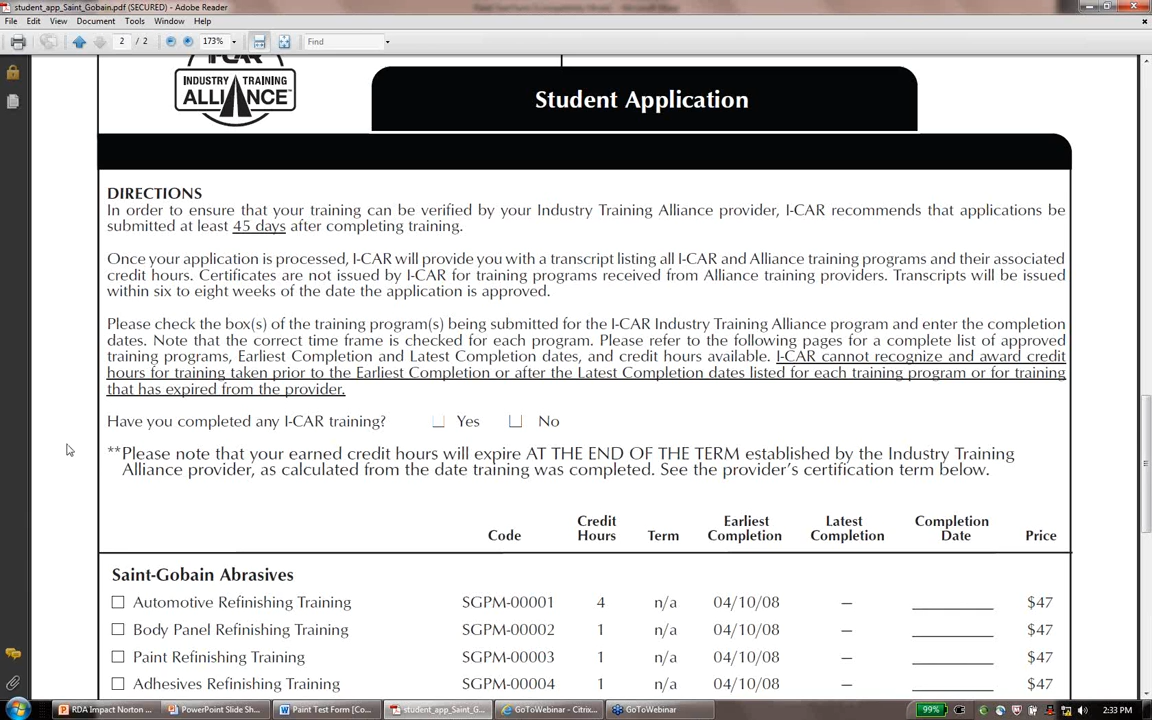 student_app_Saint_Gobain.pdf (SECURED) - Adobe Reader
File Edit View Document Tools Window Help
2 / 2 173% Find
I-CAR
INDUSTRY TRAINING
ALLIANCE
Student Application
DIRECTIONS
In order to ensure that your training can be verified by your Industry Training Alliance provider, I-CAR recommends that applications be
submitted at least 45 days after completing training.
Once your application is processed, I-CAR will provide you with a transcript listing all I-CAR and Alliance training programs and their associated
credit hours. Certificates are not issued by I-CAR for training programs received from Alliance training providers. Transcripts will be issued
within six to eight weeks of the date the application is approved.
Please check the box(s) of the training program(s) being submitted for the I-CAR Industry Training Alliance program and enter the completion
dates. Note that the correct time frame is checked for each program. Please refer to the following pages for a complete list of approved
training programs, Earliest Completion and Latest Completion dates, and credit hours available. I-CAR cannot recognize and award credit
hours for training taken prior to the Earliest Completion or after the Latest Completion dates listed for each training program or for training
that has expired from the provider.
Have you completed any I-CAR training? Yes No
**Please note that your earned credit hours will expire AT THE END OF THE TERM established by the Industry Training
Alliance provider, as calculated from the date training was completed. See the provider's certification term below.
Credit Earliest Latest Completion
Code Hours Term Completion Completion Date Price
Saint-Gobain Abrasives
Automotive Refinishing Training SGPM-00001 4 n/a 04/10/08 – ________ $47
Body Panel Refinishing Training SGPM-00002 1 n/a 04/10/08 – ________ $47
Paint Refinishing Training SGPM-00003 1 n/a 04/10/08 – ________ $47
Adhesives Refinishing Training SGPM-00004 1 n/a 04/10/08 – ________ $47
RDA Impact Norton ... PowerPoint Slide Sh... Paint Test Form [Co... student_app_Saint_G... GoToWebinar - Citrix... GoToWebinar 99% 2:33 PM